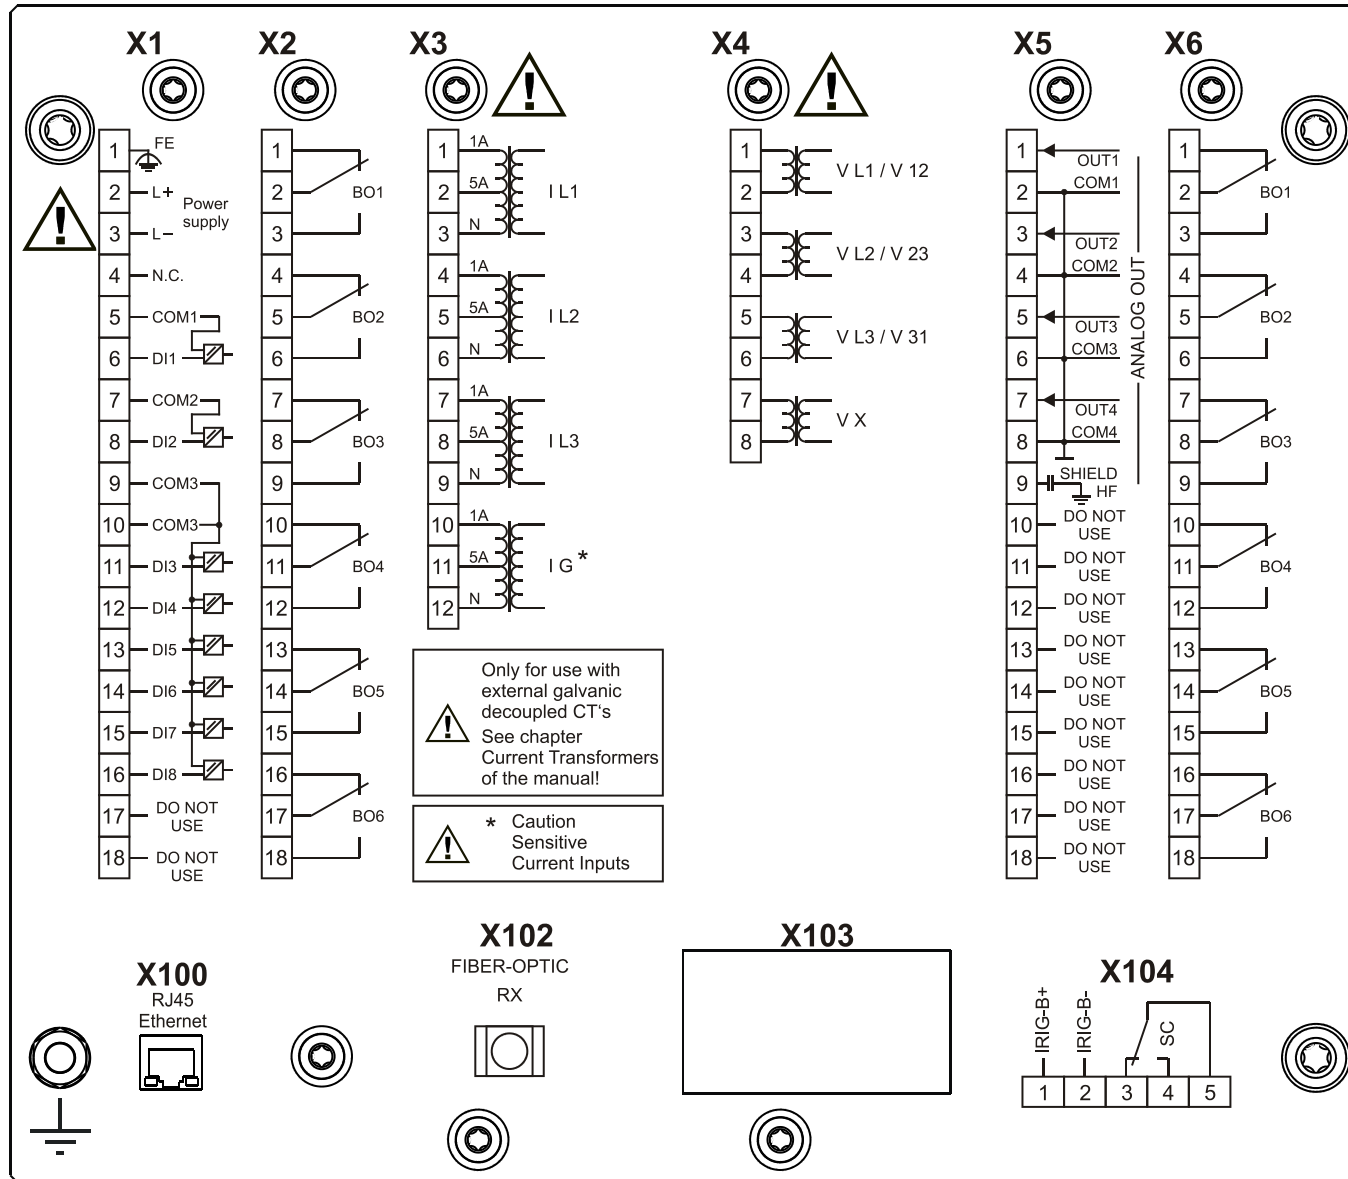 X1
1
FE
2
L+
Power
supply
3
L−
4
N.C.
5
COM1
6
DI1
7
COM2
8
DI2
9
COM3
10
COM3
11
DI3
12
DI4
13
DI5
14
DI6
15
DI7
16
DI8
17
DO NOT
USE
18
DO NOT
USE
X2
1
2
BO1
3
4
5
BO2
6
7
8
BO3
9
10
11
BO4
12
13
14
BO5
15
16
17
BO6
18
X3
!
1
1A
2
5A
I L1
3
N
4
1A
5
5A
I L2
6
N
7
1A
8
5A
I L3
9
N
10
1A
11
5A
I G *
12
N
!
Only for use with
external galvanic
decoupled CT‘s
See chapter
Current Transformers
of the manual!
!
* Caution
Sensitive
Current Inputs
X4
!
1
V L1 / V 12
2
3
V L2 / V 23
4
5
V L3 / V 31
6
7
V X
8
X5
1
OUT1
2
COM1
3
OUT2
4
COM2
5
OUT3
6
COM3
7
OUT4
8
COM4
9
SHIELD
HF
ANALOG OUT
10
DO NOT
USE
11
DO NOT
USE
12
DO NOT
USE
13
DO NOT
USE
14
DO NOT
USE
15
DO NOT
USE
16
DO NOT
USE
17
DO NOT
USE
18
DO NOT
USE
X6
1
2
BO1
3
4
5
BO2
6
7
8
BO3
9
10
11
BO4
12
13
14
BO5
15
16
17
BO6
18
!
X100
RJ45
Ethernet
X102
FIBER-OPTIC
RX
X103
X104
IRIG-B+
IRIG-B-
SC
1 2 3 4 5